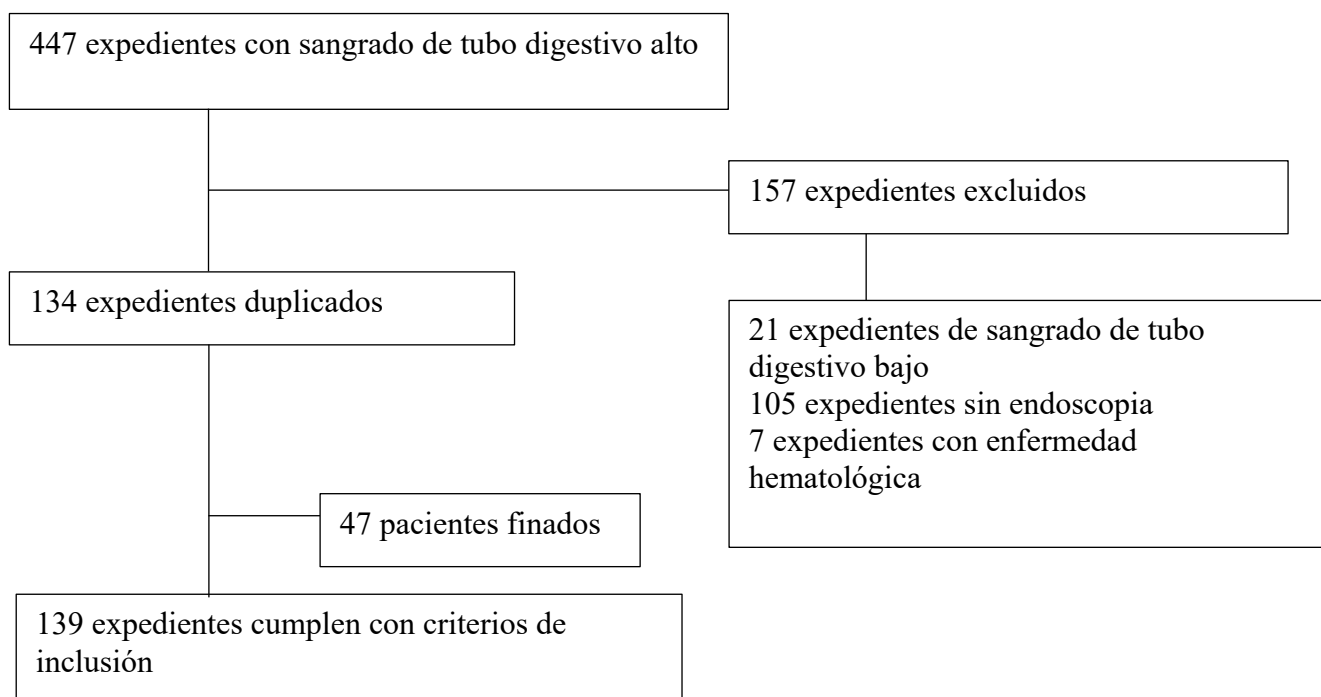 447 expedientes con sangrado de tubo digestivo alto
157 expedientes excluidos
134 expedientes duplicados
21 expedientes de sangrado de tubo
digestivo bajo
105 expedientes sin endoscopia
7 expedientes con enfermedad
hematológica
47 pacientes finados
139 expedientes cumplen con criterios de
inclusión